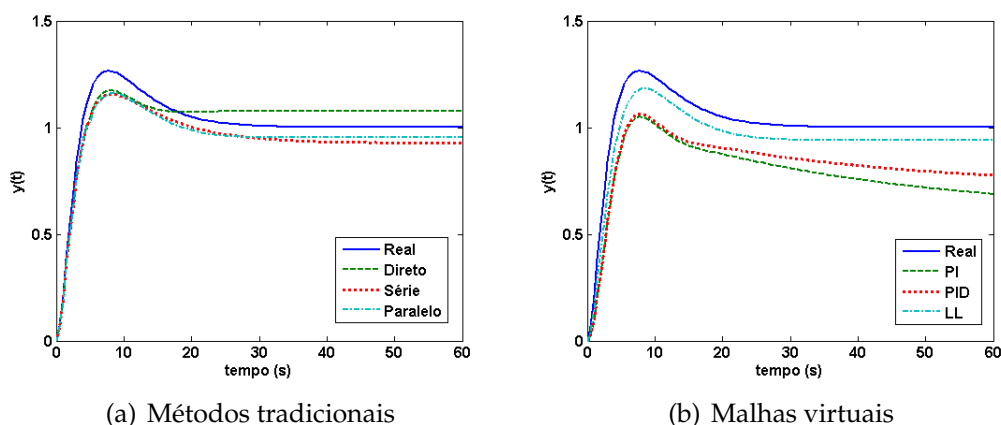 1.5
1
0.5
0
y(t)
0 10 20 30 40 50 60
tempo (s)
Real
Direto
Série
Paralelo
(a) Métodos tradicionais
1.5
1
0.5
0
y(t)
0 10 20 30 40 50 60
tempo (s)
Real
PI
PID
LL
(b) Malhas virtuais